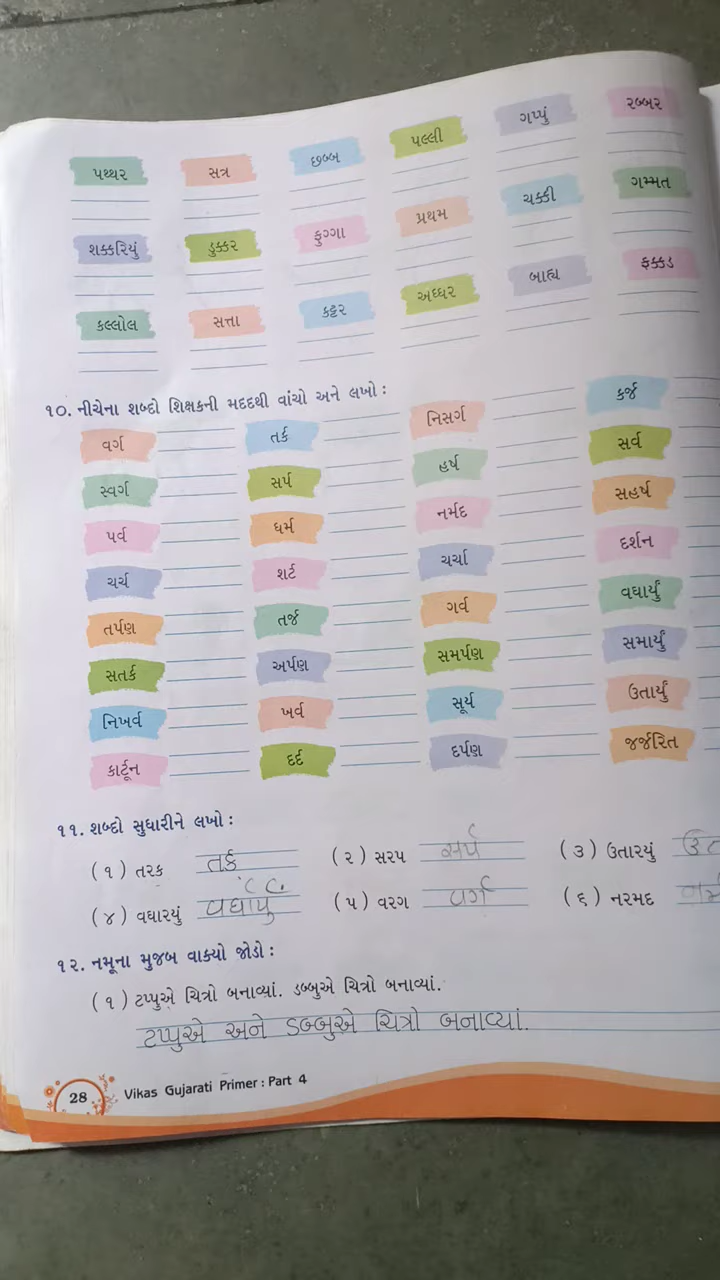 પથ્થર સત્ર છબ્બ પલ્લી ગપ્પું રબ્બર
શક્કરિયું ડુક્કર ફુગ્ગા પ્રથમ ચક્કી ગમ્મત
કલ્લોલ સત્તા કટ્ટર અધ્ધર બાહ્ય ફક્કડ
૧૦. નીચેના શબ્દો શિક્ષકની મદદથી વાંચો અને લખો :
વર્ગ તર્ક નિસર્ગ કર્જ
સ્વર્ગ સર્પ હર્ષ સર્વ
પર્વ ધર્મ નર્મદ સહર્ષ
ચર્ચ શર્ટ ચર્ચા દર્શન
તર્પણ તર્જ ગર્વ વઘાર્યું
સતર્ક અર્પણ સમર્પણ સમાર્યું
નિખર્વ ખર્વ સૂર્ય ઉતાર્યું
કાર્ટૂન દર્દ દર્પણ જર્જરિત
૧૧. શબ્દો સુધારીને લખો :
(૧) તરક તર્ક (૨) સરપ સર્પ (૩) ઉતારયું
(૪) વઘારયું (૫) વરગ વર્ગ (૬) નરમદ
૧૨. નમૂના મુજબ વાક્યો જોડો :
(૧) ટપ્પુએ ચિત્રો બનાવ્યાં. ડબ્બુએ ચિત્રો બનાવ્યાં.
ટપ્પુએ અને ડબ્બુએ ચિત્રો બનાવ્યાં.
28 Vikas Gujarati Primer : Part 4